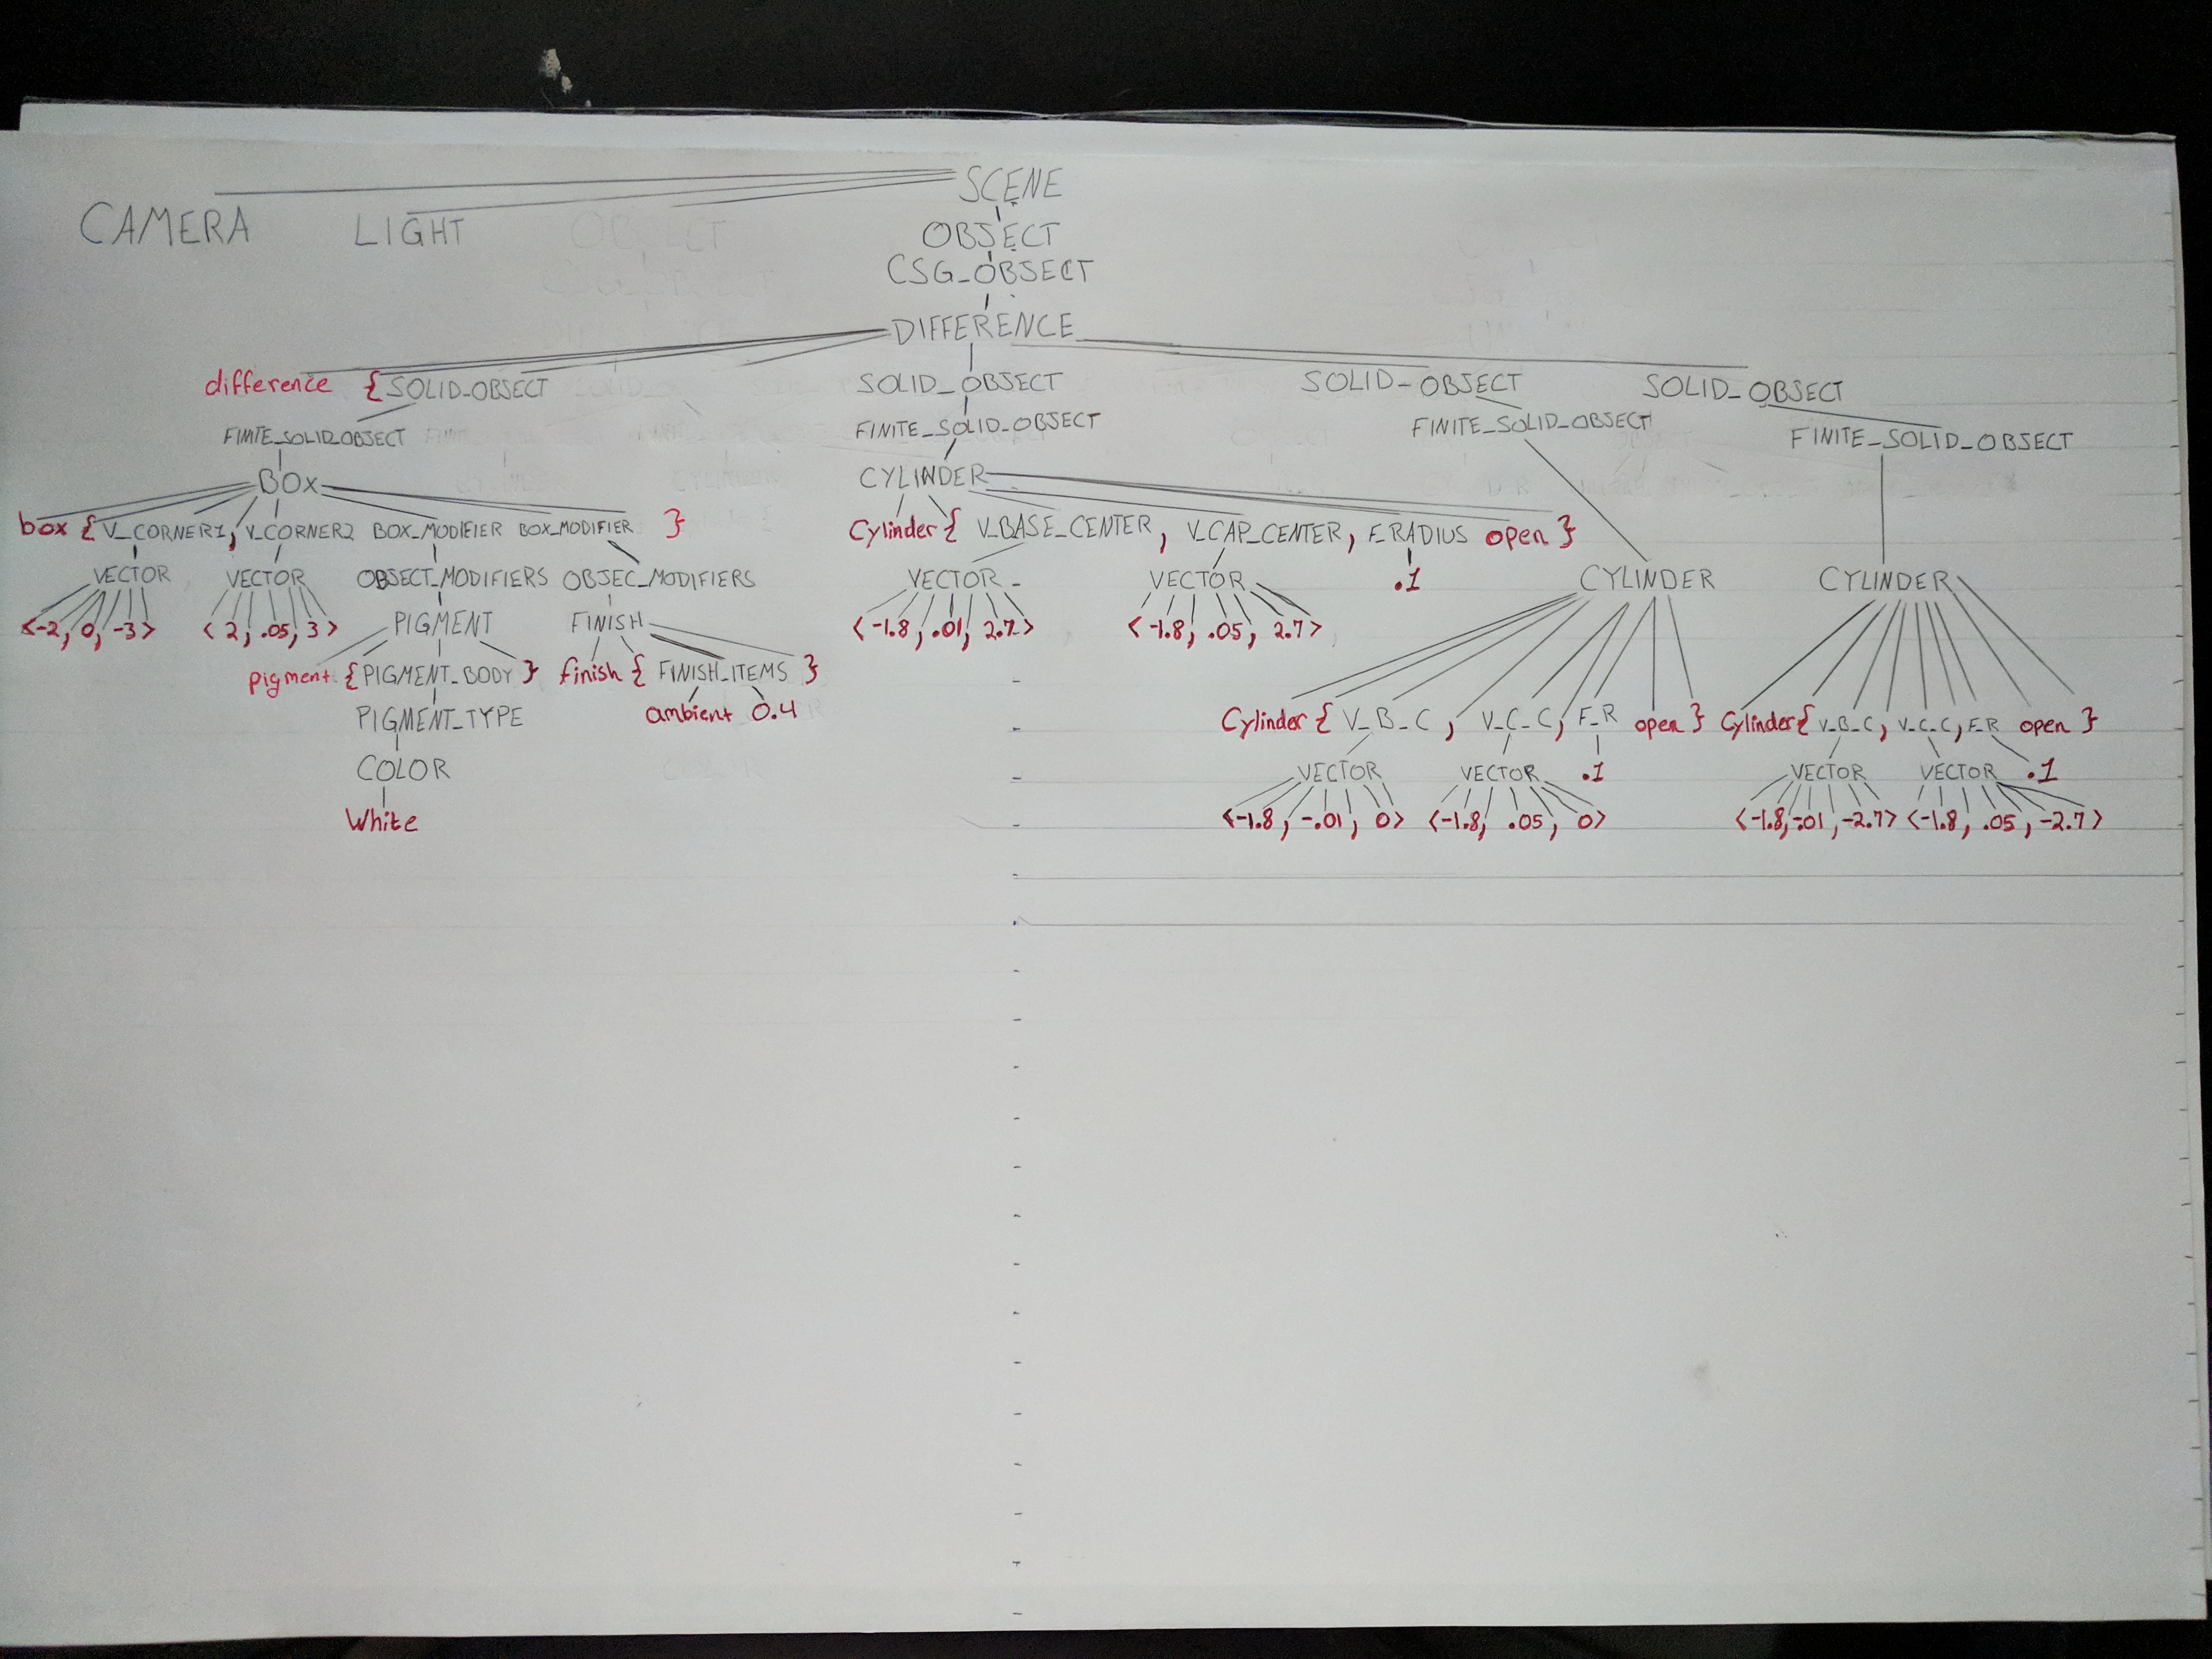 SCENE
CAMERA LIGHT OBJECT
CSG_OBJECT
DIFFERENCE
difference { SOLID_OBJECT SOLID_OBJECT SOLID_OBJECT SOLID_OBJECT
FINITE_SOLID_OBJECT FINITE_SOLID_OBJECT FINITE_SOLID_OBJECT FINITE_SOLID_OBJECT
BOX CYLINDER
box { V_CORNER1, V_CORNER2 BOX_MODIFIER BOX_MODIFIER } Cylinder { V_BASE_CENTER, V_CAP_CENTER, F_RADIUS open }
VECTOR VECTOR OBJECT_MODIFIERS OBJEC_MODIFIERS VECTOR VECTOR .1 CYLINDER CYLINDER
<-2, 0, -3> <2, .05, 3> PIGMENT FINISH <-1.8, .01, 2.7> <-1.8, .05, 2.7>
pigment { PIGMENT_BODY } finish { FINISH_ITEMS }
PIGMENT_TYPE ambient 0.4 Cylinder { V_B_C, V_C_C, F_R open } Cylinder { V_B_C, V_C_C, F_R open }
COLOR VECTOR VECTOR .1 VECTOR VECTOR .1
White <-1.8, -.01, 0> <-1.8, .05, 0> <-1.8, -.01, -2.7> <-1.8, .05, -2.7>